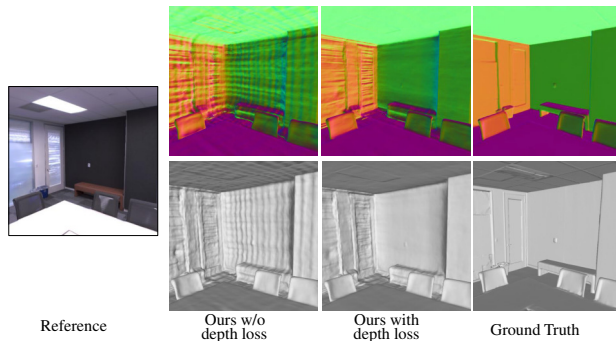 Reference
Ours w/o
depth loss
Ours with
depth loss
Ground Truth